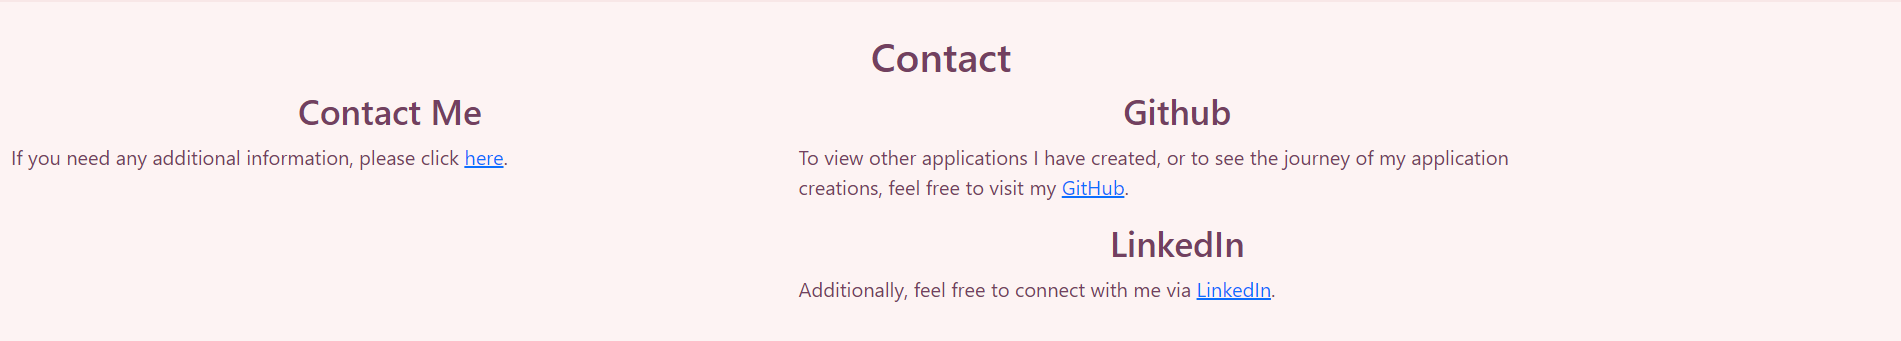 Contact
Contact Me
If you need any additional information, please click here.
Github
To view other applications I have created, or to see the journey of my application
creations, feel free to visit my GitHub.
LinkedIn
Additionally, feel free to connect with me via LinkedIn.